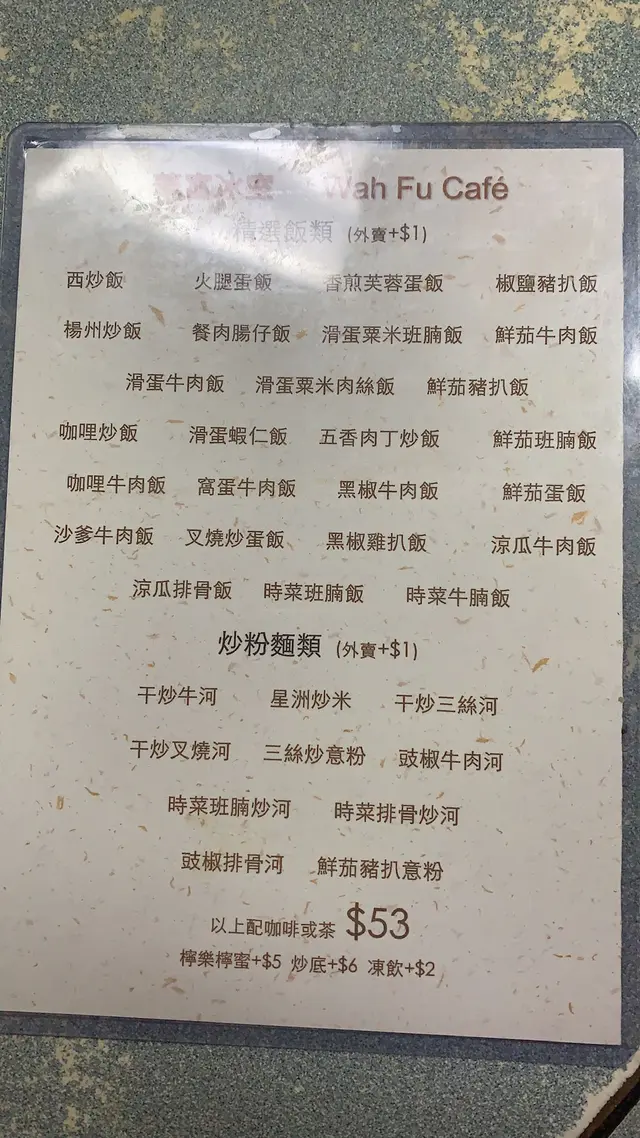 華富冰室 Wah Fu Café
精選飯類 (外賣+$1)
西炒飯 火腿蛋飯 香煎芙蓉蛋飯 椒鹽豬扒飯
楊州炒飯 餐肉腸仔飯 滑蛋粟米班腩飯 鮮茄牛肉飯
滑蛋牛肉飯 滑蛋粟米肉絲飯 鮮茄豬扒飯
咖哩炒飯 滑蛋蝦仁飯 五香肉丁炒飯 鮮茄班腩飯
咖哩牛肉飯 窩蛋牛肉飯 黑椒牛肉飯 鮮茄蛋飯
沙爹牛肉飯 叉燒炒蛋飯 黑椒雞扒飯 涼瓜牛肉飯
涼瓜排骨飯 時菜班腩飯 時菜牛腩飯
炒粉麵類 (外賣+$1)
干炒牛河 星洲炒米 干炒三絲河
干炒叉燒河 三絲炒意粉 豉椒牛肉河
時菜班腩炒河 時菜排骨炒河
豉椒排骨河 鮮茄豬扒意粉
以上配咖啡或茶 $53
檸樂檸蜜+$5 炒底+$6 凍飲+$2